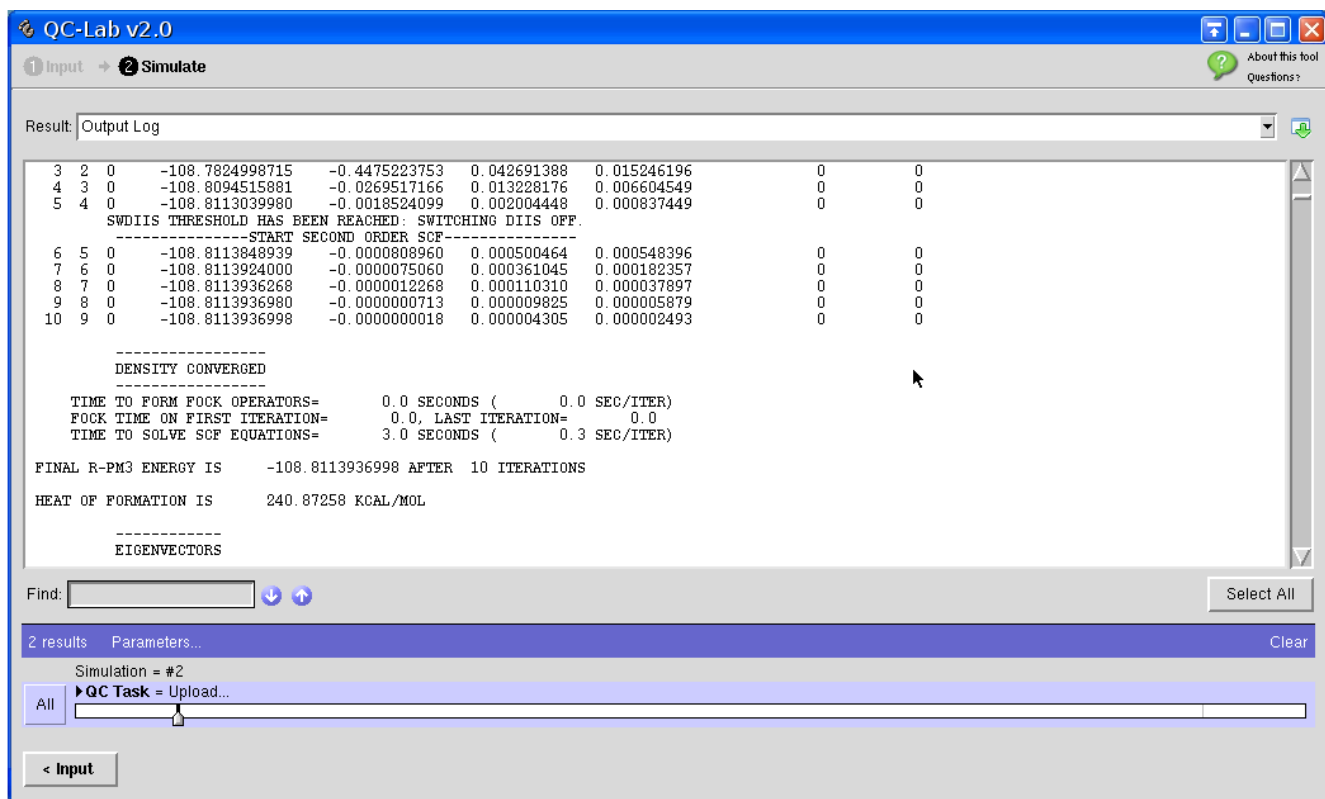 QC-Lab v2.0
1 Input → 2 Simulate
? About this tool
Questions?
Result: Output Log
3 2 0 -108.7824998715 -0.4475223753 0.042691388 0.015246196 0 0
4 3 0 -108.8094515881 -0.0269517166 0.013228176 0.006604549 0 0
5 4 0 -108.8113039980 -0.0018524099 0.002004448 0.000837449 0 0
SWDIIS THRESHOLD HAS BEEN REACHED: SWITCHING DIIS OFF.
---------------START SECOND ORDER SCF---------------
6 5 0 -108.8113848939 -0.0000808960 0.000500464 0.000548396 0 0
7 6 0 -108.8113924000 -0.0000075060 0.000361045 0.000182357 0 0
8 7 0 -108.8113936268 -0.0000012268 0.000110310 0.000037897 0 0
9 8 0 -108.8113936980 -0.0000000713 0.000009825 0.000005879 0 0
10 9 0 -108.8113936998 -0.0000000018 0.000004305 0.000002493 0 0
-----------------
DENSITY CONVERGED
-----------------
TIME TO FORM FOCK OPERATORS= 0.0 SECONDS ( 0.0 SEC/ITER)
FOCK TIME ON FIRST ITERATION= 0.0, LAST ITERATION= 0.0
TIME TO SOLVE SCF EQUATIONS= 3.0 SECONDS ( 0.3 SEC/ITER)
FINAL R-PM3 ENERGY IS -108.8113936998 AFTER 10 ITERATIONS
HEAT OF FORMATION IS 240.87258 KCAL/MOL
------------
EIGENVECTORS
Find:
Select All
2 results Parameters... Clear
Simulation = #2
All QC Task = Upload...
< Input